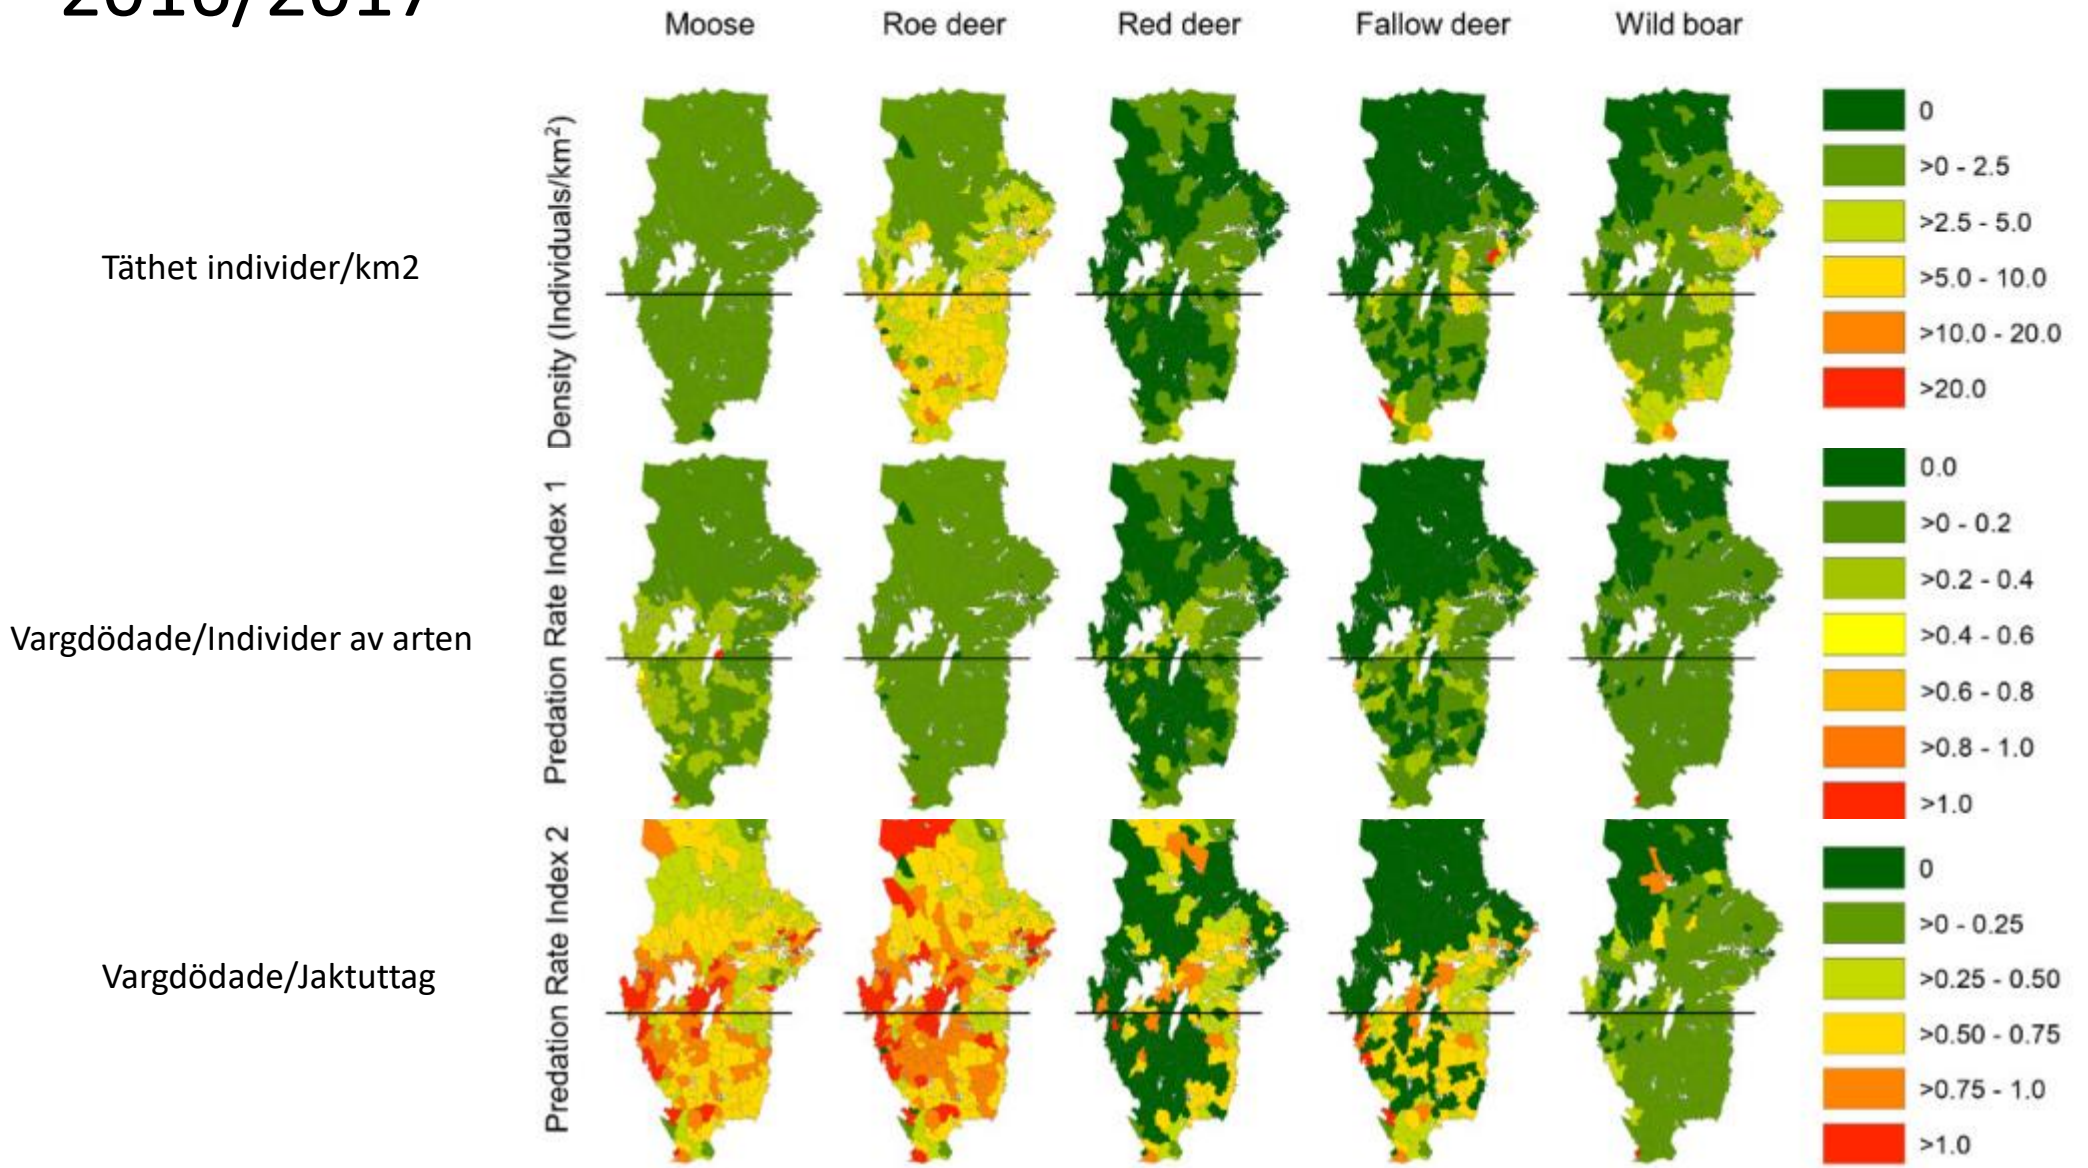 2016/2017
Moose
Roe deer
Red deer
Fallow deer
Wild boar
Täthet individer/km2
Density (Individuals/km²)
0
>0 - 2.5
>2.5 - 5.0
>5.0 - 10.0
>10.0 - 20.0
>20.0
Vargdödade/Individer av arten
Predation Rate Index 1
0.0
>0 - 0.2
>0.2 - 0.4
>0.4 - 0.6
>0.6 - 0.8
>0.8 - 1.0
>1.0
Vargdödade/Jaktuttag
Predation Rate Index 2
0
>0 - 0.25
>0.25 - 0.50
>0.50 - 0.75
>0.75 - 1.0
>1.0